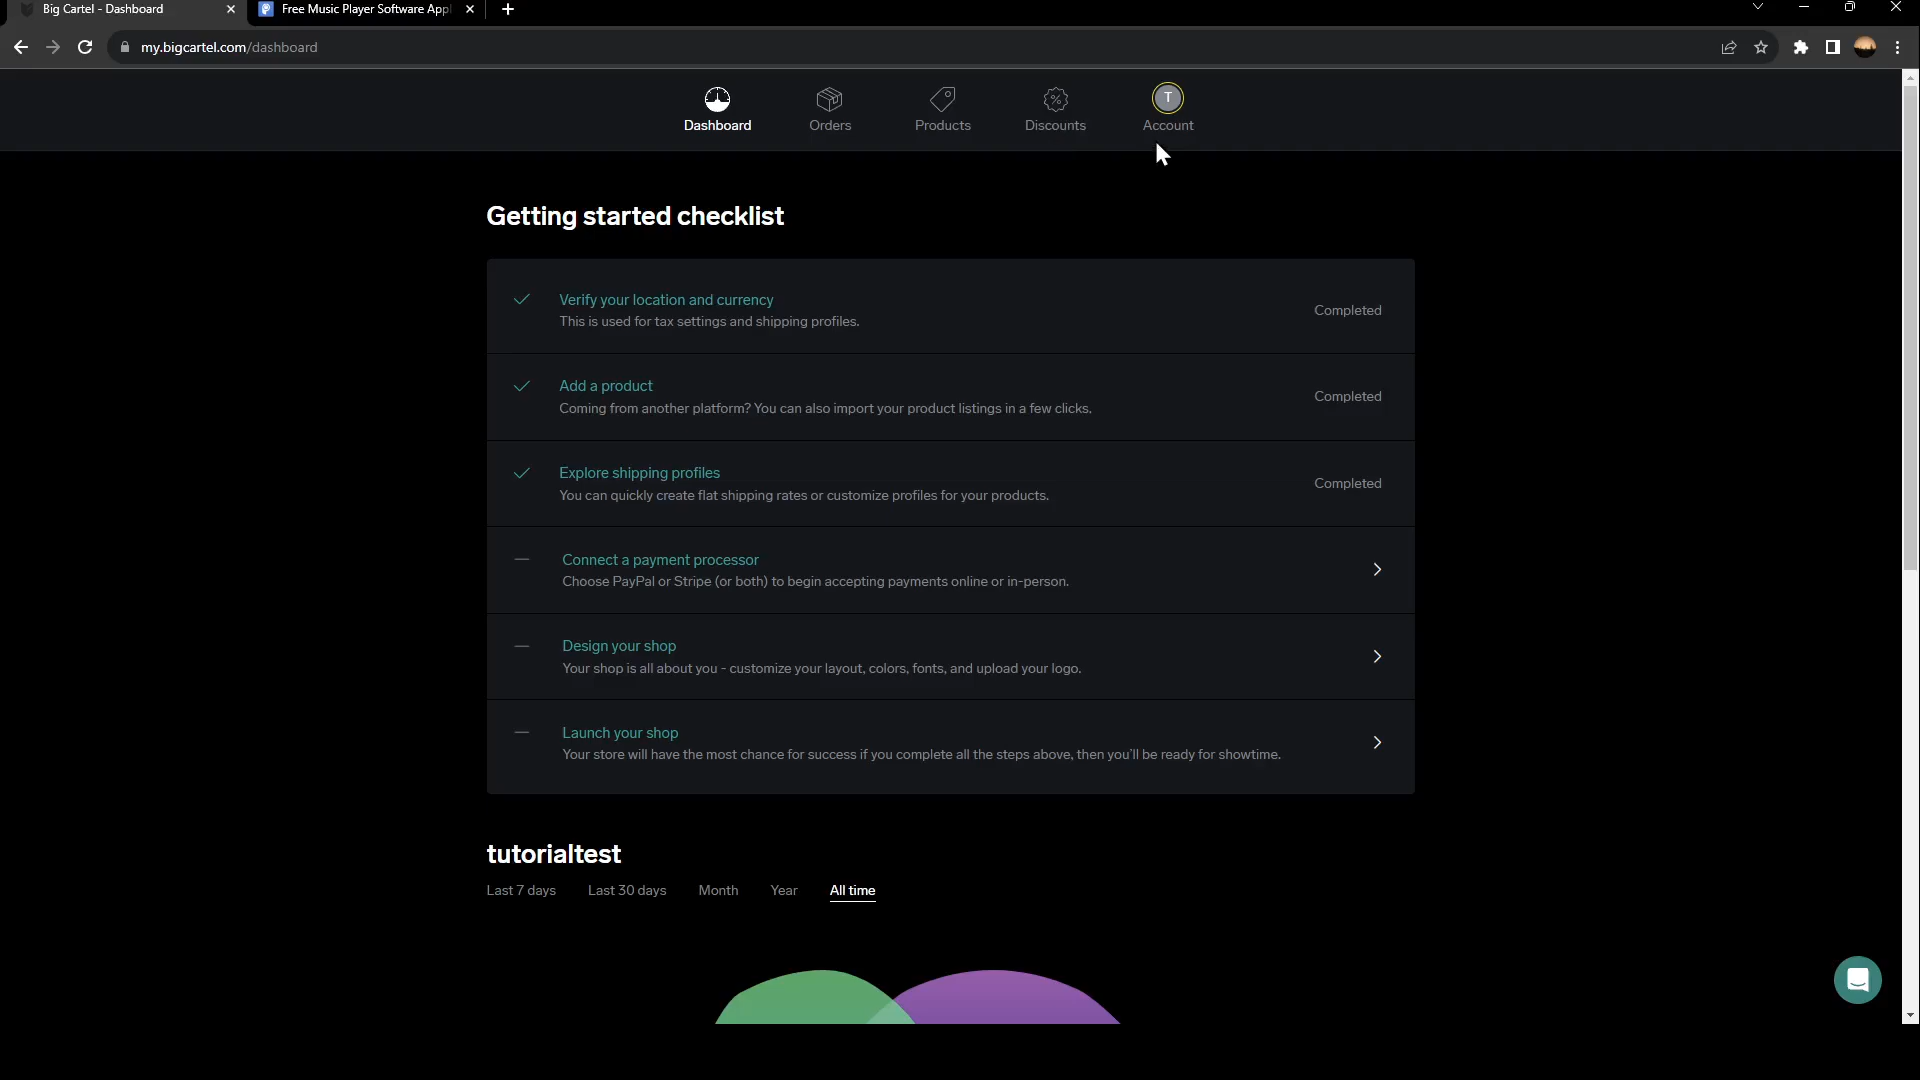 Big Cartel - Dashboard
Free Music Player Software Appl
my.bigcartel.com/dashboard
Dashboard
Orders
Products
Discounts
T
Account
Getting started checklist
Verify your location and currency
This is used for tax settings and shipping profiles.
Completed
Add a product
Coming from another platform? You can also import your product listings in a few clicks.
Completed
Explore shipping profiles
You can quickly create flat shipping rates or customize profiles for your products.
Completed
Connect a payment processor
Choose PayPal or Stripe (or both) to begin accepting payments online or in-person.
Design your shop
Your shop is all about you - customize your layout, colors, fonts, and upload your logo.
Launch your shop
Your store will have the most chance for success if you complete all the steps above, then you'll be ready for showtime.
tutorialtest
Last 7 days
Last 30 days
Month
Year
All time